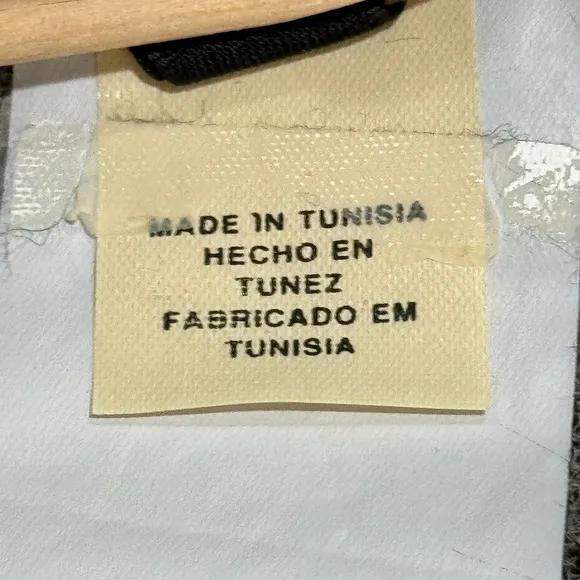 MADE IN TUNISIA
HECHO EN
TUNEZ
FABRICADO EM
TUNISIA